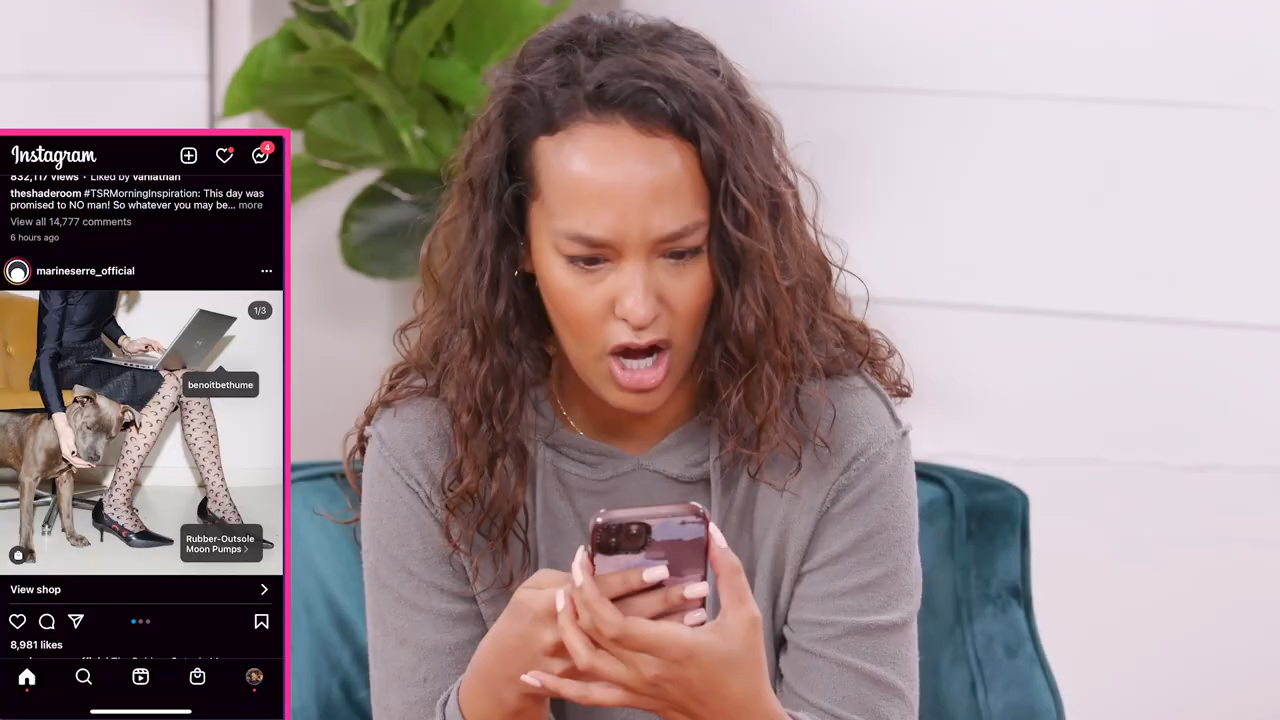 Instagram
4
832,117 views · Liked by vaniathan
theshaderoom #TSRMorningInspiration: This day was
promised to NO man! So whatever you may be... more
View all 14,777 comments
6 hours ago
marineserre_official
1/3
benoitbethume
Rubber-Outsole
Moon Pumps
View shop
8,981 likes